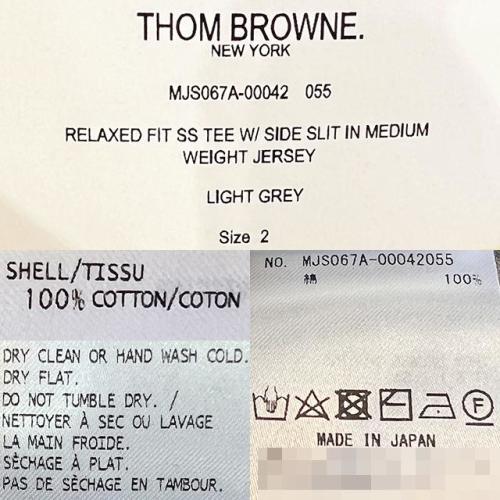 THOM BROWNE.
NEW YORK
MJS067A-00042 055
RELAXED FIT SS TEE W/ SIDE SLIT IN MEDIUM
WEIGHT JERSEY
LIGHT GREY
Size 2
SHELL/TISSU
100% COTTON/COTON
DRY CLEAN OR HAND WASH COLD.
DRY FLAT.
DO NOT TUMBLE DRY. /
NETTOYER À SEC OU LAVAGE
LA MAIN FROIDE.
SÈCHAGE À PLAT.
PAS DE SÈCHAGE EN TAMBOUR.
NO. MJS067A-00042055
綿 100%
F
MADE IN JAPAN